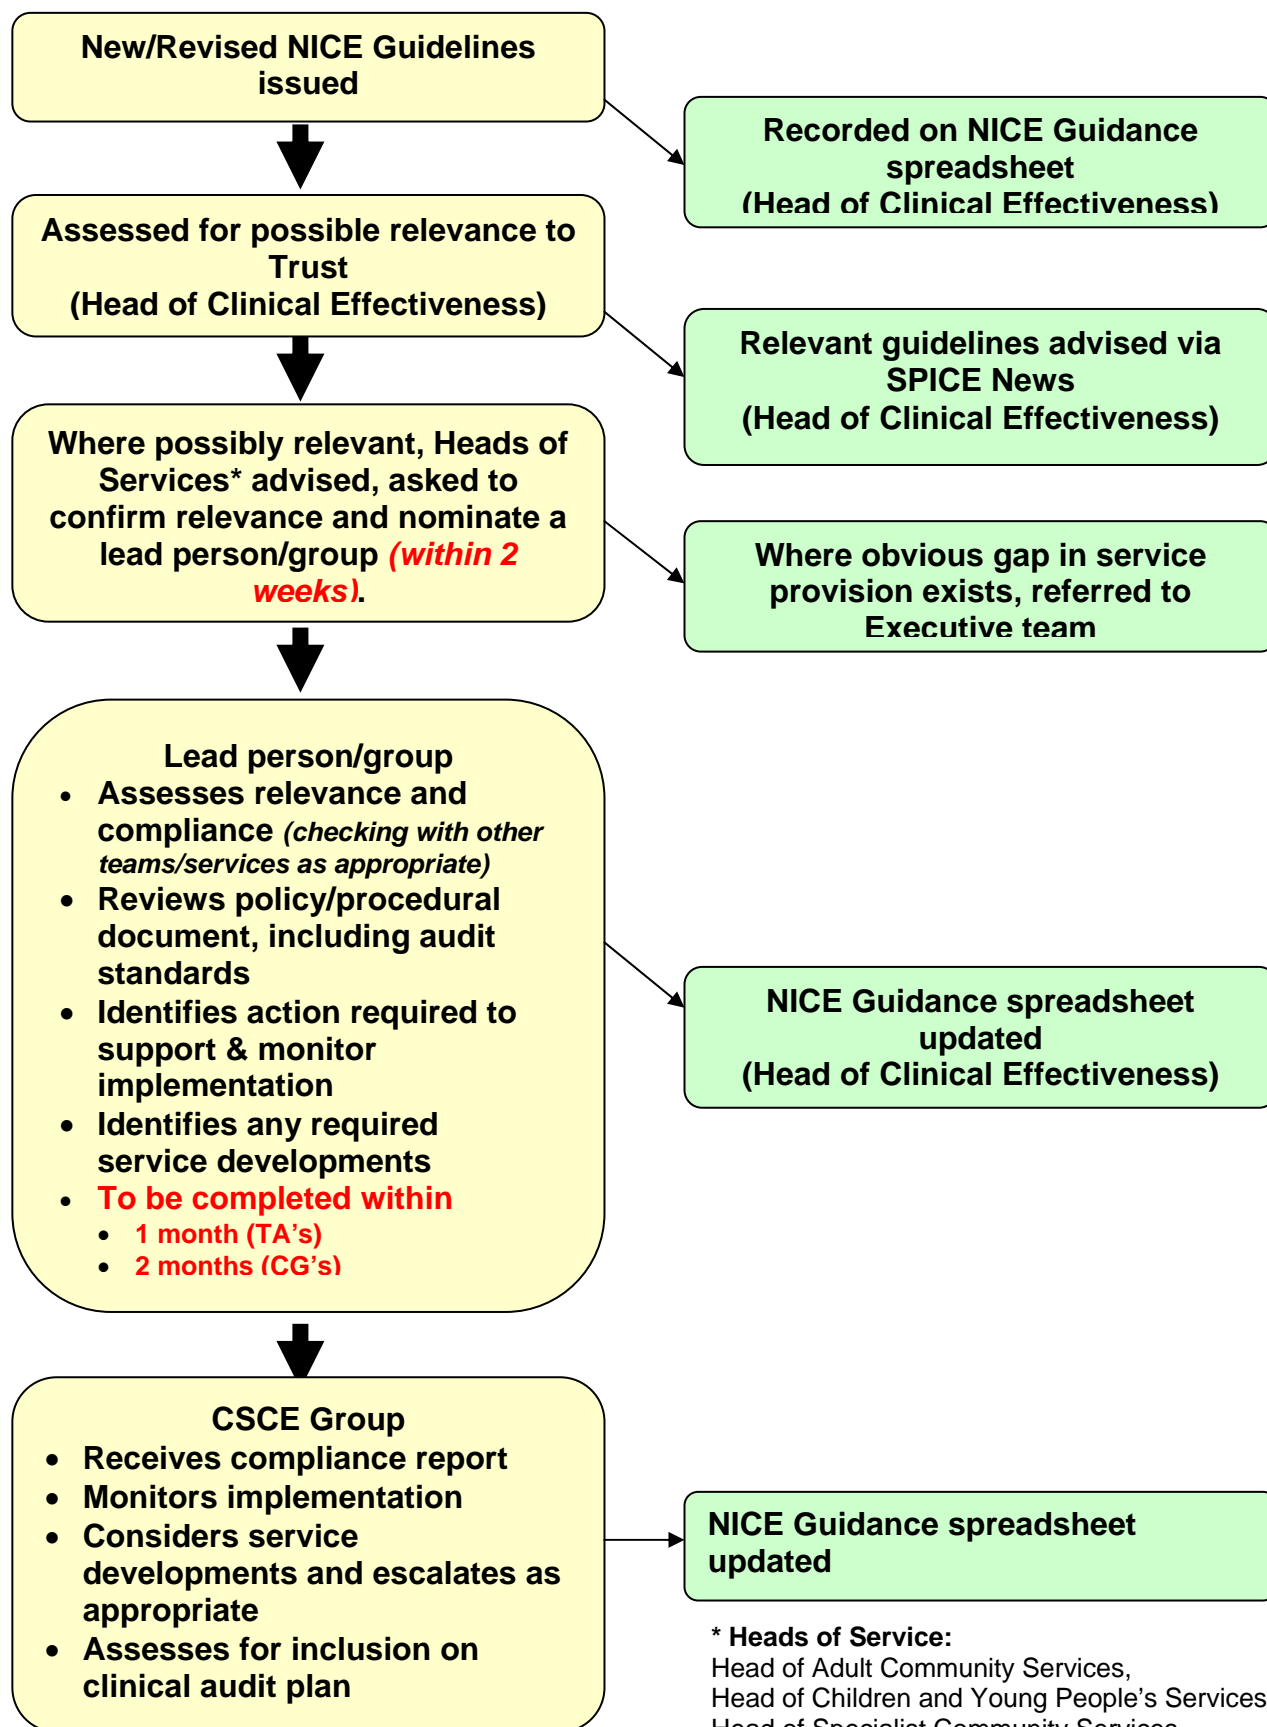 New/Revised NICE Guidelines
issued
Recorded on NICE Guidance
spreadsheet
(Head of Clinical Effectiveness)
Assessed for possible relevance to
Trust
(Head of Clinical Effectiveness)
Relevant guidelines advised via
SPICE News
(Head of Clinical Effectiveness)
Where possibly relevant, Heads of
Services* advised, asked to
confirm relevance and nominate a
lead person/group (within 2
weeks).
Where obvious gap in service
provision exists, referred to
Executive team
Lead person/group
• Assesses relevance and
compliance (checking with other
teams/services as appropriate)
• Reviews policy/procedural
document, including audit
standards
• Identifies action required to
support & monitor
implementation
• Identifies any required
service developments
• To be completed within
• 1 month (TA’s)
• 2 months (CG’s)
NICE Guidance spreadsheet
updated
(Head of Clinical Effectiveness)
CSCE Group
• Receives compliance report
• Monitors implementation
• Considers service
developments and escalates as
appropriate
• Assesses for inclusion on
clinical audit plan
NICE Guidance spreadsheet
updated
* Heads of Service:
Head of Adult Community Services,
Head of Children and Young People’s Services
Head of Specialist Community Services